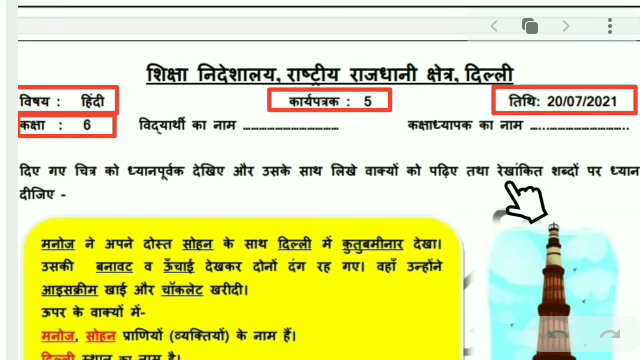 शिक्षा निदेशालय, राष्ट्रीय राजधानी क्षेत्र, दिल्ली
विषय : हिंदी कार्यपत्रक : 5 तिथि: 20/07/2021
कक्षा : 6 विद्यार्थी का नाम ................................ कक्षाध्यापक का नाम ................................
दिए गए चित्र को ध्यानपूर्वक देखिए और उसके साथ लिखे वाक्यों को पढ़िए तथा रेखांकित शब्दों पर ध्यान
दीजिए -
मनोज ने अपने दोस्त सोहन के साथ दिल्ली में कुतुबमीनार देखा।
उसकी बनावट व ऊँचाई देखकर दोनों दंग रह गए। वहाँ उन्होंने
आइसक्रीम खाई और चॉकलेट खरीदी।
ऊपर के वाक्यों में-
मनोज, सोहन प्राणियों (व्यक्तियों) के नाम हैं।
दिल्ली स्थान का नाम है।